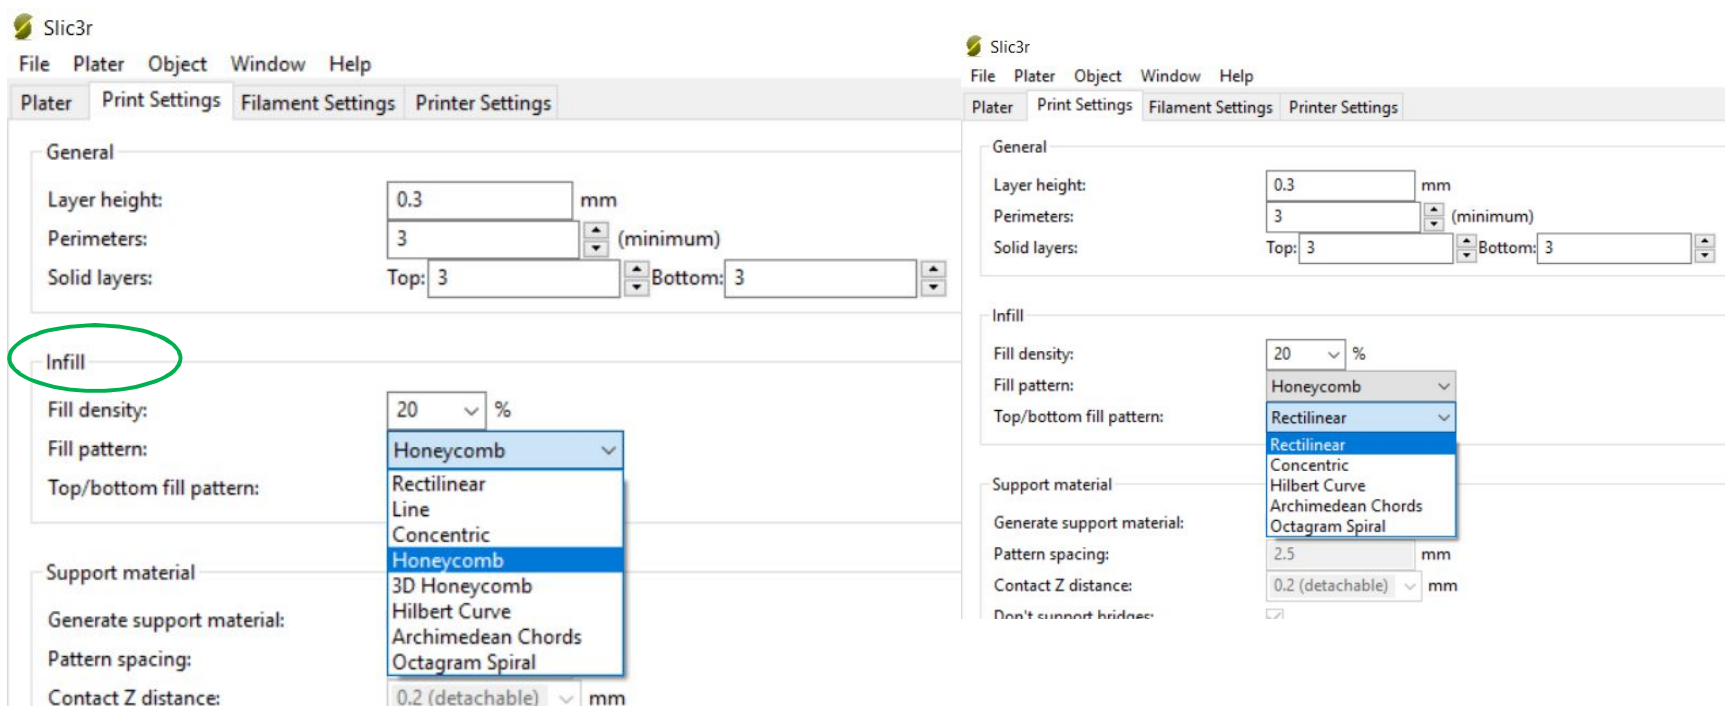 Slic3r
File Plater Object Window Help
Plater Print Settings Filament Settings Printer Settings
General
Layer height: 0.3 mm
Perimeters: 3 (minimum)
Solid layers: Top: 3 Bottom: 3
Infill
Fill density: 20 %
Fill pattern: Honeycomb
Rectilinear
Top/bottom fill pattern:
Line
Concentric
Honeycomb
Support material
3D Honeycomb
Hilbert Curve
Generate support material:
Archimedean Chords
Pattern spacing:
Octagram Spiral
Contact Z distance: 0.2 (detachable) mm
Slic3r
File Plater Object Window Help
Plater Print Settings Filament Settings Printer Settings
General
Layer height: 0.3 mm
Perimeters: 3 (minimum)
Solid layers: Top: 3 Bottom: 3
Infill
Fill density: 20 %
Fill pattern: Honeycomb
Top/bottom fill pattern: Rectilinear
Rectilinear
Concentric
Support material
Hilbert Curve
Archimedean Chords
Generate support material:
Octagram Spiral
Pattern spacing: 2.5 mm
Contact Z distance: 0.2 (detachable) mm
Don't support bridges: